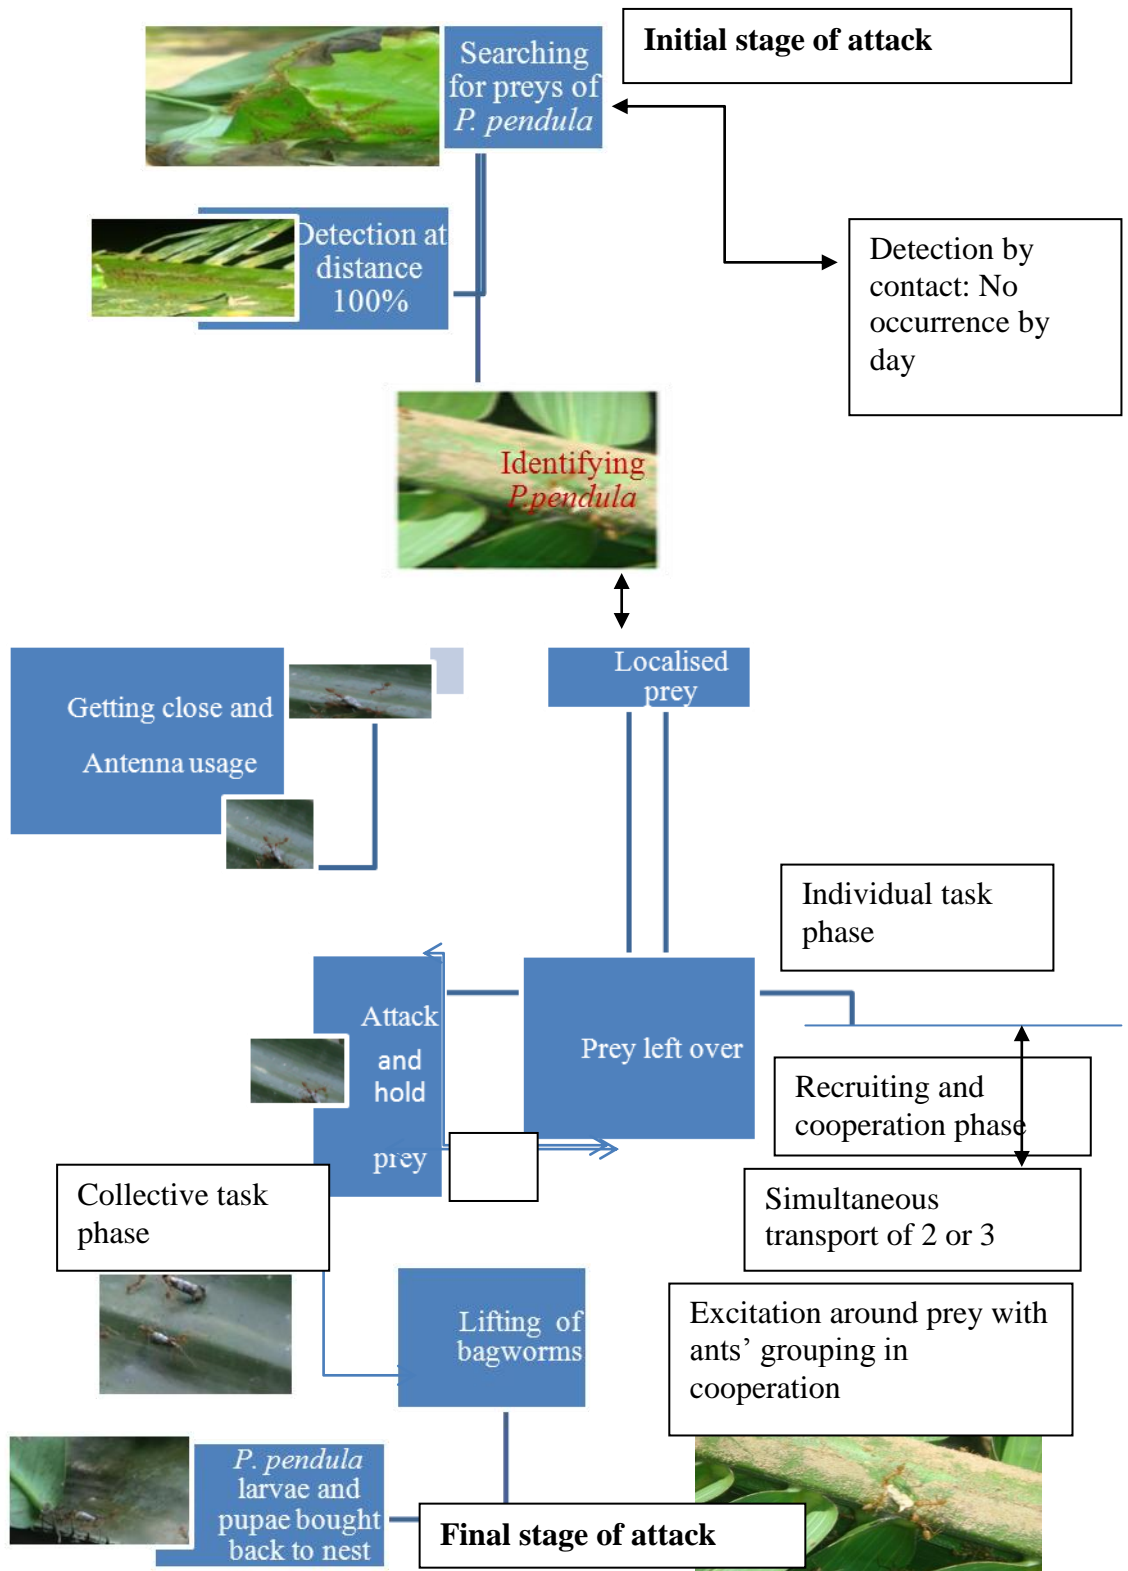 Initial stage of attack
Searching
for preys of
P. pendula
Detection at
distance
100%
Detection by
contact: No
occurrence by
day
Identifying
P.pendula
Localised
prey
Getting close and
Antenna usage
Individual task
phase
Attack
and
hold
prey
Prey left over
Recruiting and
cooperation phase
Simultaneous
transport of 2 or 3
Collective task
phase
Lifting of
bagworms
Excitation around prey with
ants’ grouping in
cooperation
P. pendula
larvae and
pupae bought
back to nest
Final stage of attack